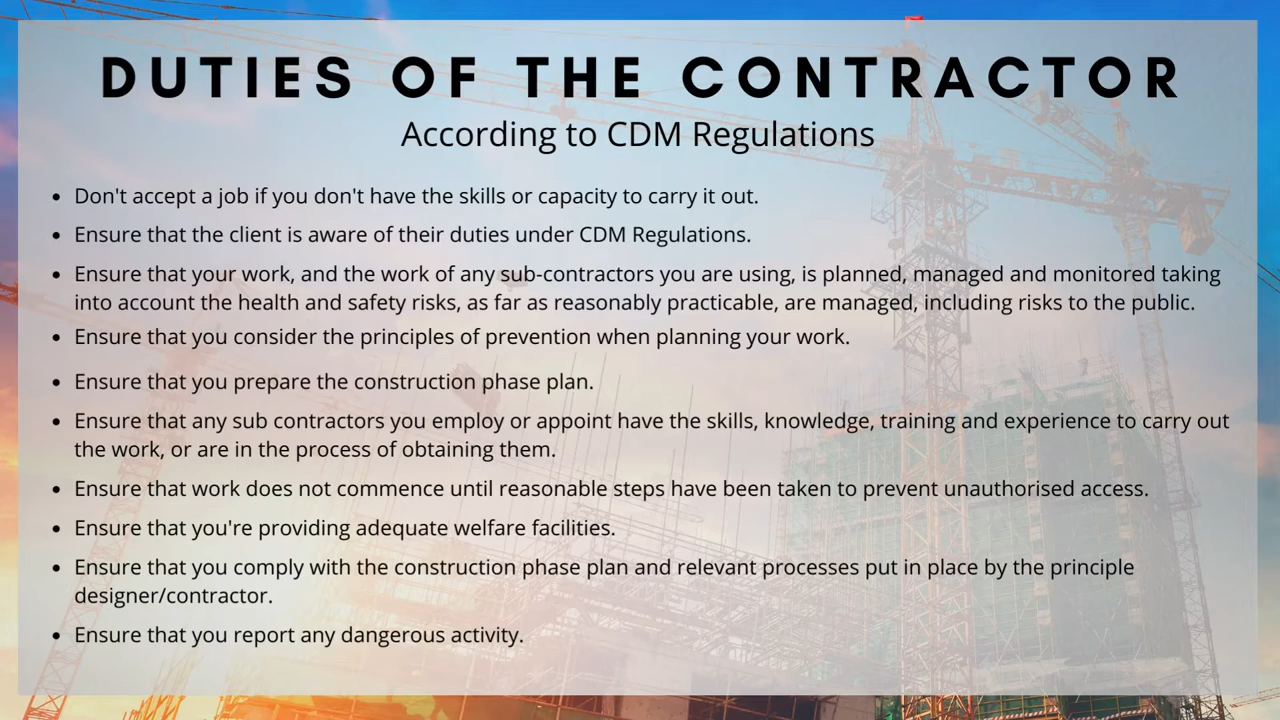 DUTIES OF THE CONTRACTOR
According to CDM Regulations
• Don't accept a job if you don't have the skills or capacity to carry it out.
• Ensure that the client is aware of their duties under CDM Regulations.
• Ensure that your work, and the work of any sub-contractors you are using, is planned, managed and monitored taking
into account the health and safety risks, as far as reasonably practicable, are managed, including risks to the public.
• Ensure that you consider the principles of prevention when planning your work.
• Ensure that you prepare the construction phase plan.
• Ensure that any sub contractors you employ or appoint have the skills, knowledge, training and experience to carry out
the work, or are in the process of obtaining them.
• Ensure that work does not commence until reasonable steps have been taken to prevent unauthorised access.
• Ensure that you're providing adequate welfare facilities.
• Ensure that you comply with the construction phase plan and relevant processes put in place by the principle
designer/contractor.
• Ensure that you report any dangerous activity.